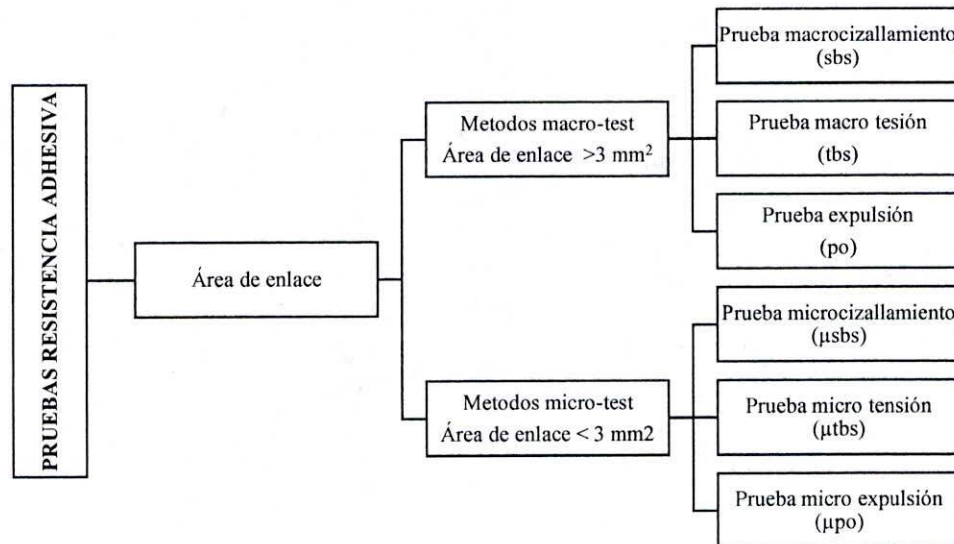 PRUEBAS RESISTENCIA ADHESIVA
Área de enlace
Metodos macro-test
Área de enlace >3 mm²
Prueba macrocizallamiento
(sbs)
Prueba macro tesión
(tbs)
Prueba expulsión
(po)
Metodos micro-test
Área de enlace < 3 mm2
Prueba microcizallamiento
(µsbs)
Prueba micro tensión
(µtbs)
Prueba micro expulsión
(µpo)